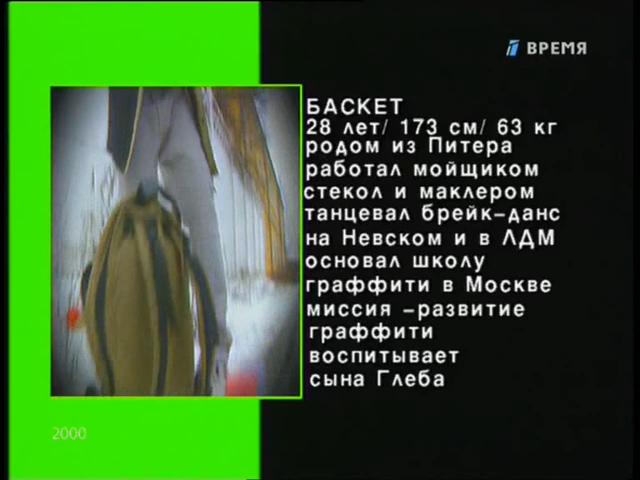 ВРЕМЯ
БАСКЕТ
28 лет/ 173 см/ 63 кг
родом из Питера
работал мойщиком
стекол и маклером
танцевал брейк-данс
на Невском и в ЛДМ
основал школу
граффити в Москве
миссия -развитие
граффити
воспитывает
сына Глеба
2000